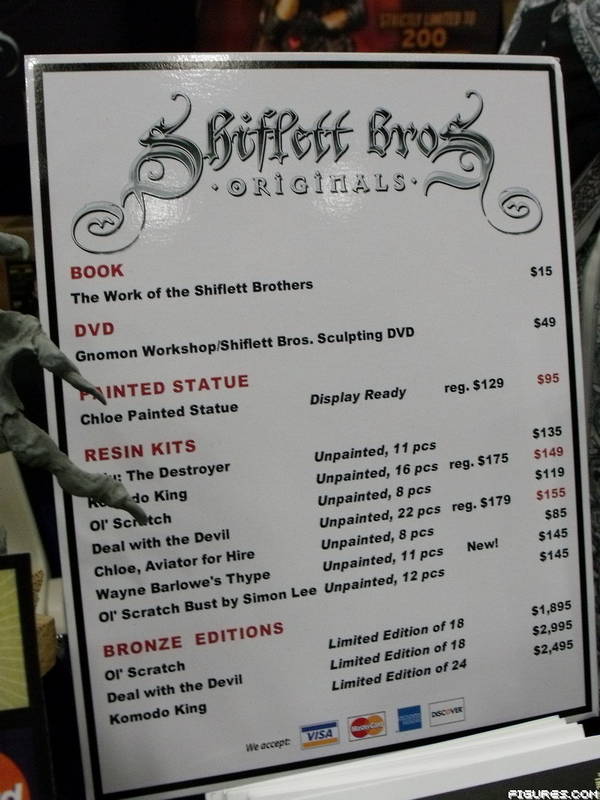 STRICTLY LIMITED TO
200
Shiflett Bros
· ORIGINALS ·
BOOK
The Work of the Shiflett Brothers $15
DVD
Gnomon Workshop/Shiflett Bros. Sculpting DVD $49
PAINTED STATUE
Chloe Painted Statue Display Ready reg. $129 $95
RESIN KITS
The Destroyer Unpainted, 11 pcs $135
Komodo King Unpainted, 16 pcs reg. $175 $149
Ol' Scratch Unpainted, 8 pcs $119
Deal with the Devil Unpainted, 22 pcs reg. $179 $155
Chloe, Aviator for Hire Unpainted, 8 pcs $85
Wayne Barlowe's Thype Unpainted, 11 pcs New! $145
Ol' Scratch Bust by Simon Lee Unpainted, 12 pcs $145
BRONZE EDITIONS
Ol' Scratch Limited Edition of 18 $1,895
Deal with the Devil Limited Edition of 18 $2,995
Komodo King Limited Edition of 24 $2,495
We accept: VISA MasterCard DISCOVER
FIGURES.COM